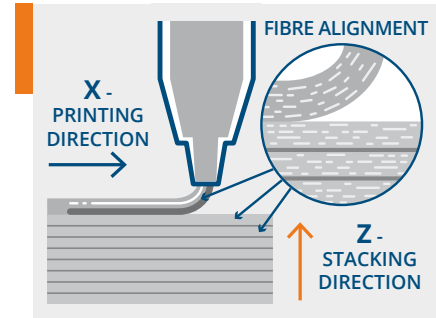 FIBRE ALIGNMENT
X -
PRINTING
DIRECTION
Z -
STACKING
DIRECTION